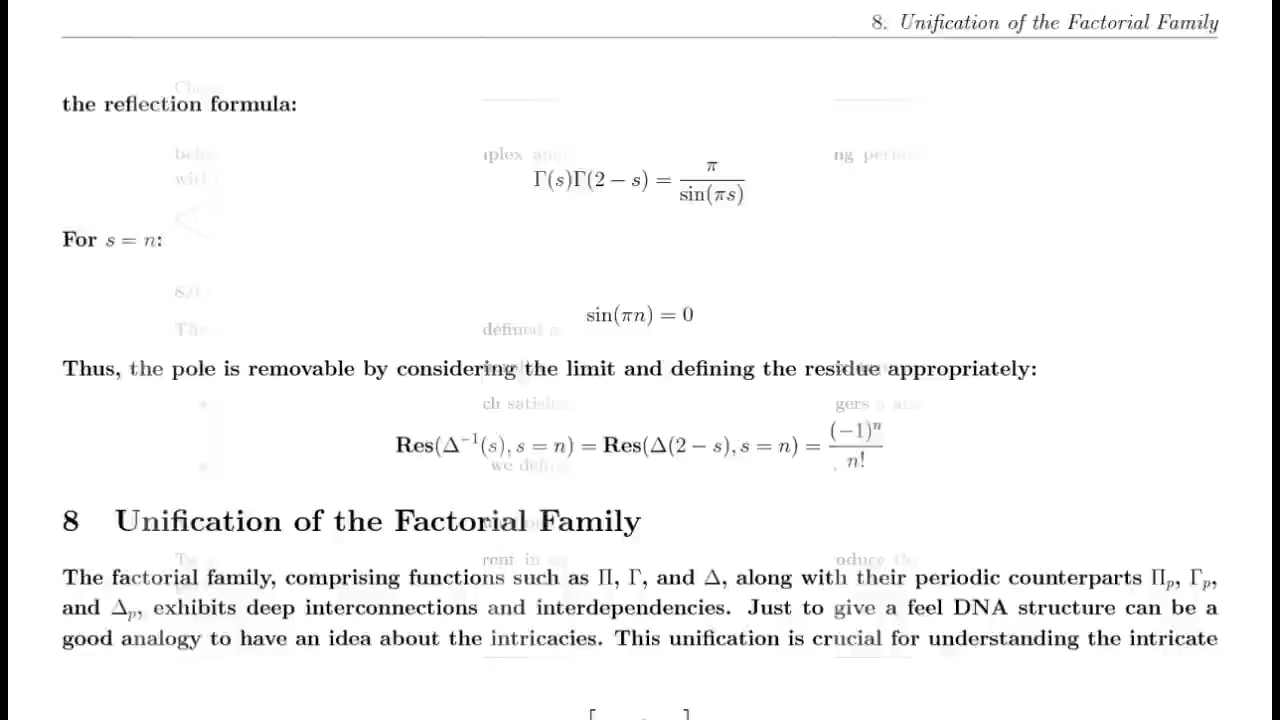 8. Unification of the Factorial Family
the reflection formula:
Γ(s)Γ(2 − s) = π / sin(πs)
For s = n:
sin(πn) = 0
Thus, the pole is removable by considering the limit and defining the residue appropriately:
Res(Δ⁻¹(s), s = n) = Res(Δ(2 − s), s = n) = (−1)ⁿ / n!
8 Unification of the Factorial Family
The factorial family, comprising functions such as Π, Γ, and Δ, along with their periodic counterparts Πₚ, Γₚ,
and Δₚ, exhibits deep interconnections and interdependencies. Just to give a feel DNA structure can be a
good analogy to have an idea about the intricacies. This unification is crucial for understanding the intricate